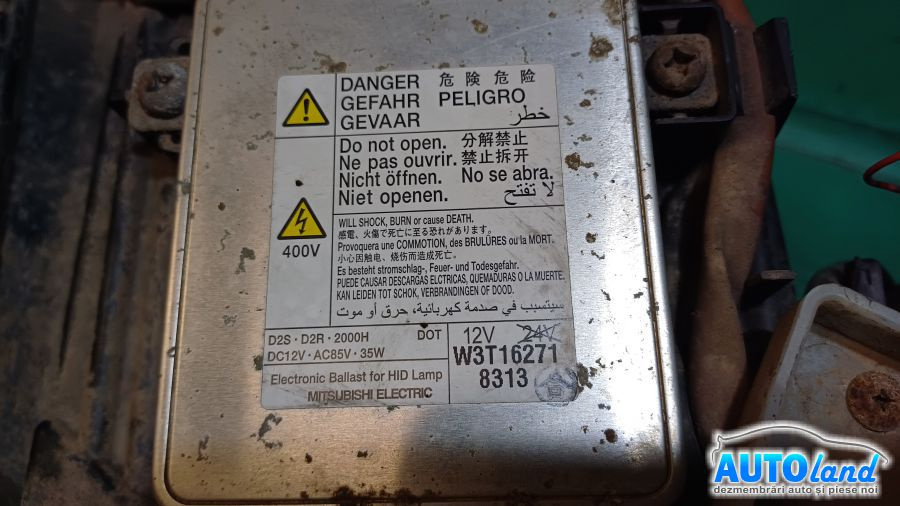 DANGER 危険 危险
GEFAHR PELIGRO
GEVAAR خطر
Do not open. 分解禁止
Ne pas ouvrir. 禁止拆开
Nicht öffnen. No se abra.
Niet openen. لا تفتح
400V
WILL SHOCK, BURN or cause DEATH.
感電、火傷で死亡に至る恐れがあります。
Provoquera une COMMOTION, des BRULÛRES ou la MORT.
小心因触电、烧伤而造成死亡。
Es besteht stromschlag-, Feuer- und Todesgefahr.
PUEDE CAUSAR DESCARGAS ELCTRICAS, QUEMADURAS O LA MUERTE.
KAN LEIDEN TOT SCHOK, VERBRANDINGEN OF DOOD.
سيتسبب في صدمة كهربائية، حرق أو موت
D2S · D2R · 2000H DOT
DC12V · AC85V · 35W
12V 24V
W3T16271
8313
Electronic Ballast for HID Lamp
MITSUBISHI ELECTRIC
AUTOland
dezmembrări auto și piese noi